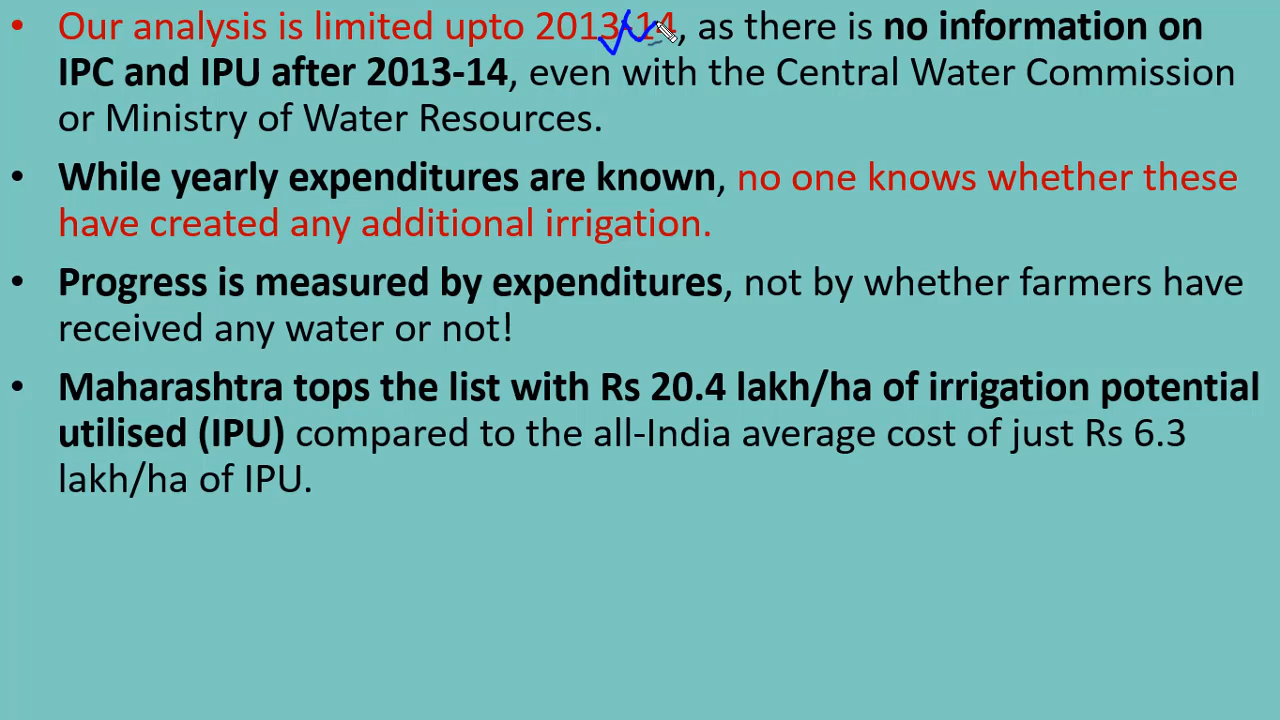 • Our analysis is limited upto 2013-14, as there is no information on
IPC and IPU after 2013-14, even with the Central Water Commission
or Ministry of Water Resources.
• While yearly expenditures are known, no one knows whether these
have created any additional irrigation.
• Progress is measured by expenditures, not by whether farmers have
received any water or not!
• Maharashtra tops the list with Rs 20.4 lakh/ha of irrigation potential
utilised (IPU) compared to the all-India average cost of just Rs 6.3
lakh/ha of IPU.